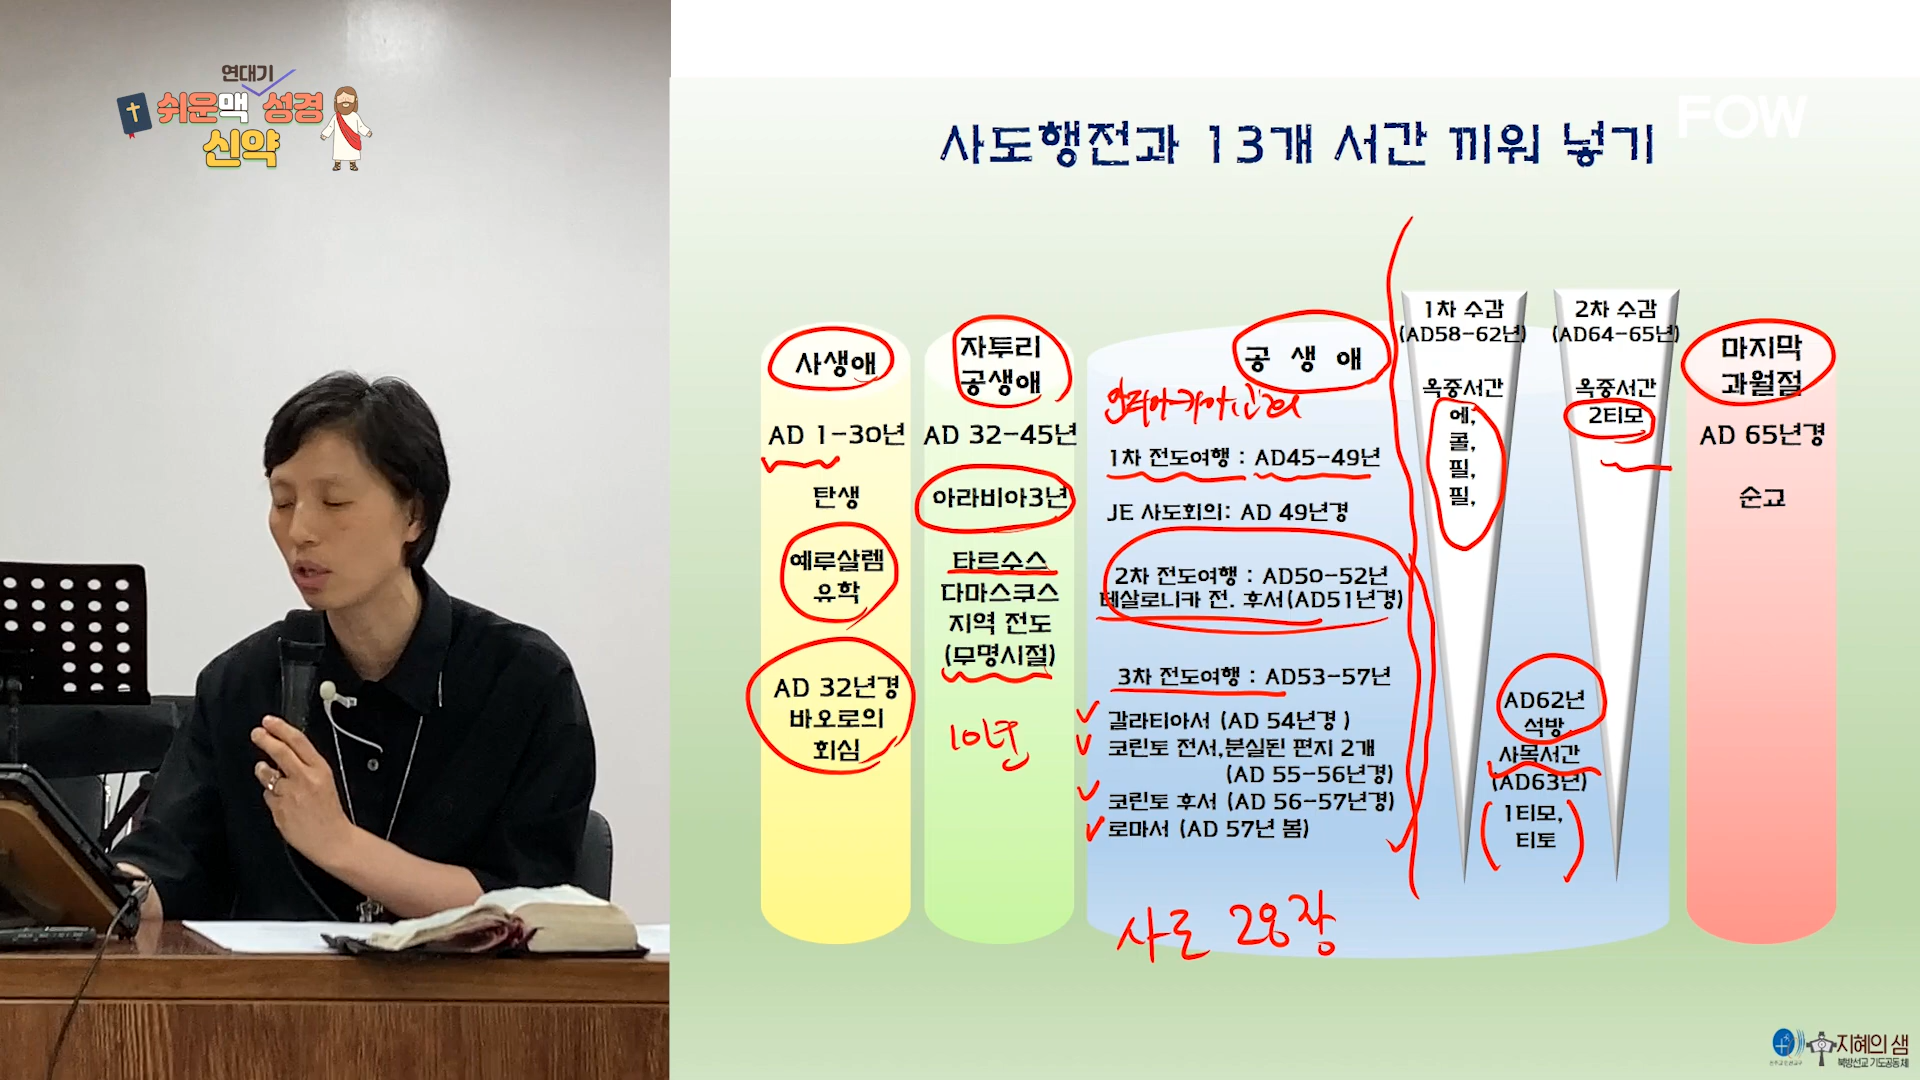 연대기
쉬운맥 성경
신약
FOW
사도행전과 13개 서간 끼워 넣기
사생애
AD 1-30년
탄생
예루살렘
유학
AD 32년경
바오로의
회심
자투리
공생애
AD 32-45년
아라비아3년
타르수스
다마스쿠스
지역 전도
(무명시절)
10년
공 생 애
1차 전도여행 : AD45-49년
JE 사도회의: AD 49년경
2차 전도여행 : AD50-52년
테살로니카 전. 후서(AD51년경)
3차 전도여행 : AD53-57년
갈라티아서 (AD 54년경 )
코린토 전서,분실된 편지 2개
(AD 55-56년경)
코린토 후서 (AD 56-57년경)
로마서 (AD 57년 봄)
사도 28장
1차 수감
(AD58-62년)
옥중서간
에,
콜,
필,
필,
AD62년
석방,
사목서간
(AD63년)
1티모,
티토
2차 수감
(AD64-65년)
옥중서간
2티모
마지막
과월절
AD 65년경
순교
지혜의 샘
북방선교 기도공동체